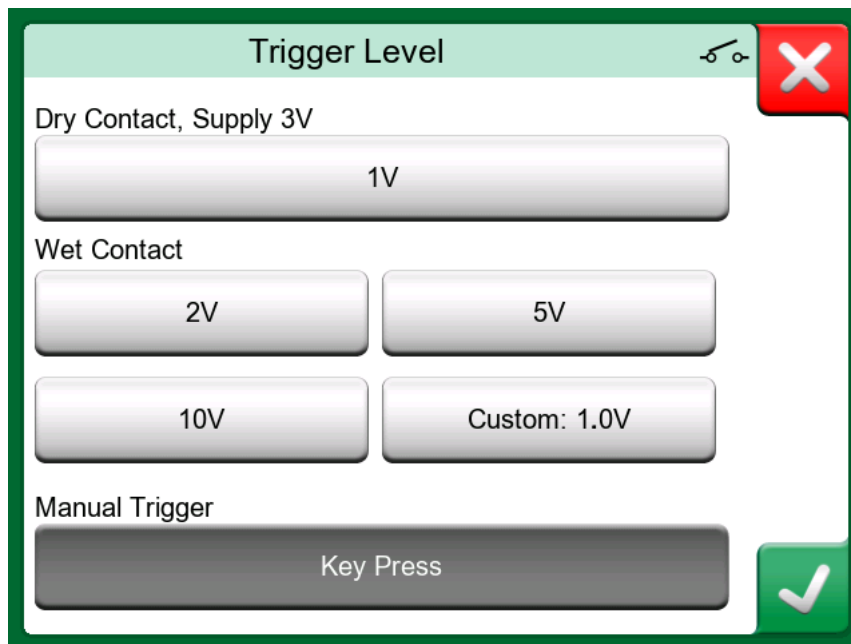 Trigger Level
Dry Contact, Supply 3V
1V
Wet Contact
2V 5V
10V Custom: 1.0V
Manual Trigger
Key Press